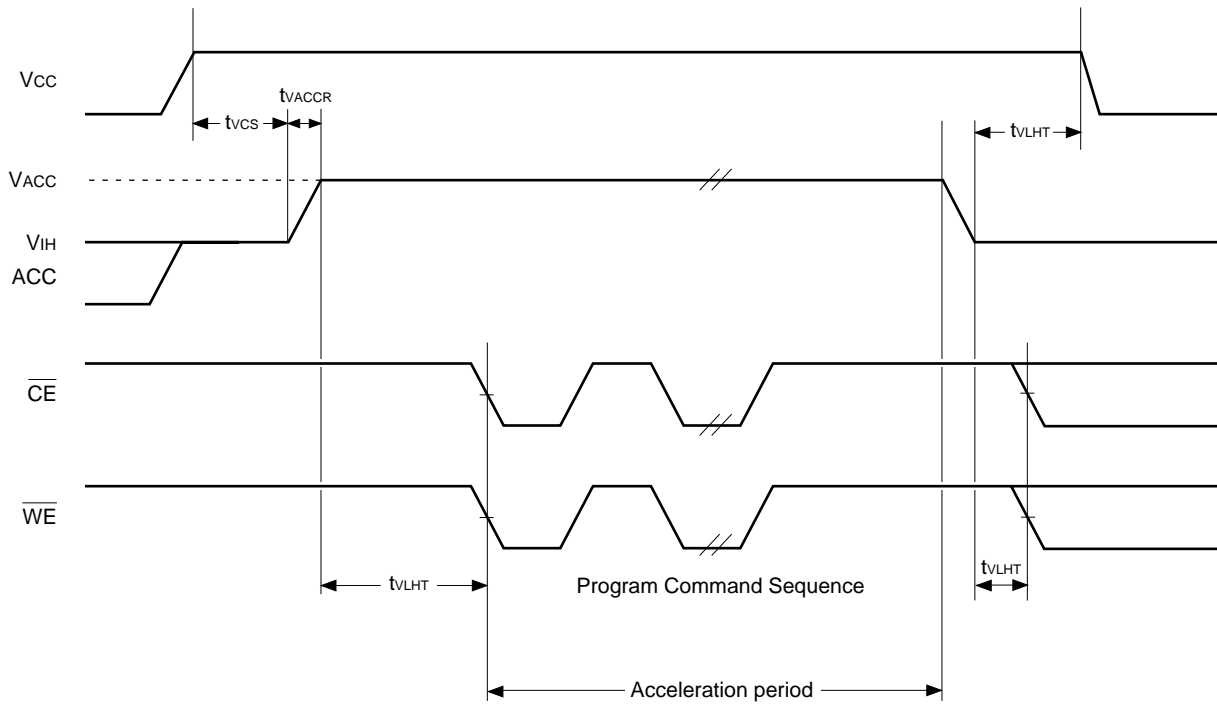 VCC
tVACCR
tVCS
tVLHT
VACC
VIH
ACC
CE
WE
tVLHT
Program Command Sequence
tVLHT
Acceleration period